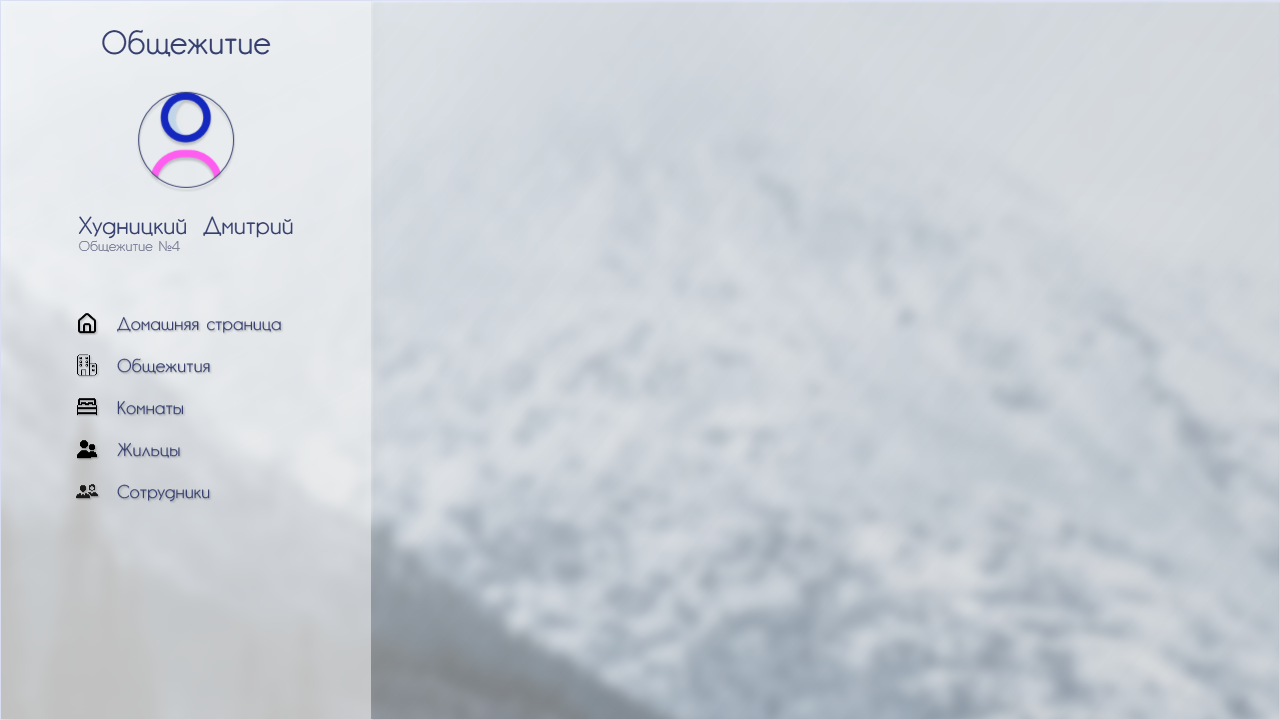 Общежитие
Худницкий Дмитрий
Общежитие №4
Домашняя страница
Общежития
Комнаты
Жильцы
Сотрудники